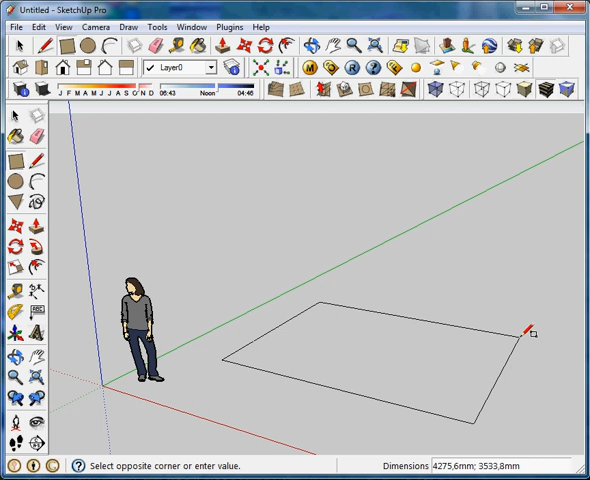 Untitled - SketchUp Pro
File Edit View Camera Draw Tools Window Plugins Help
Layer0
J F M A M J J A S O N D 06:43 Noon 04:46
Select opposite corner or enter value. Dimensions 4275,6mm; 3533,8mm